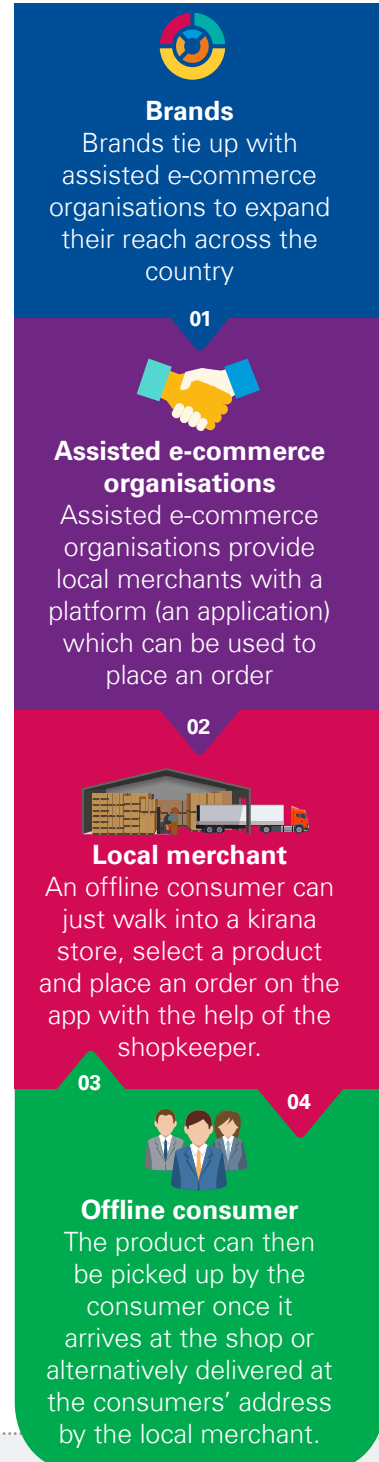 Brands
Brands tie up with
assisted e-commerce
organisations to expand
their reach across the
country
01
Assisted e-commerce
organisations
Assisted e-commerce
organisations provide
local merchants with a
platform (an application)
which can be used to
place an order
02
Local merchant
An offline consumer can
just walk into a kirana
store, select a product
and place an order on the
app with the help of the
shopkeeper.
03
04
Offline consumer
The product can then
be picked up by the
consumer once it
arrives at the shop or
alternatively delivered at
the consumers’ address
by the local merchant.